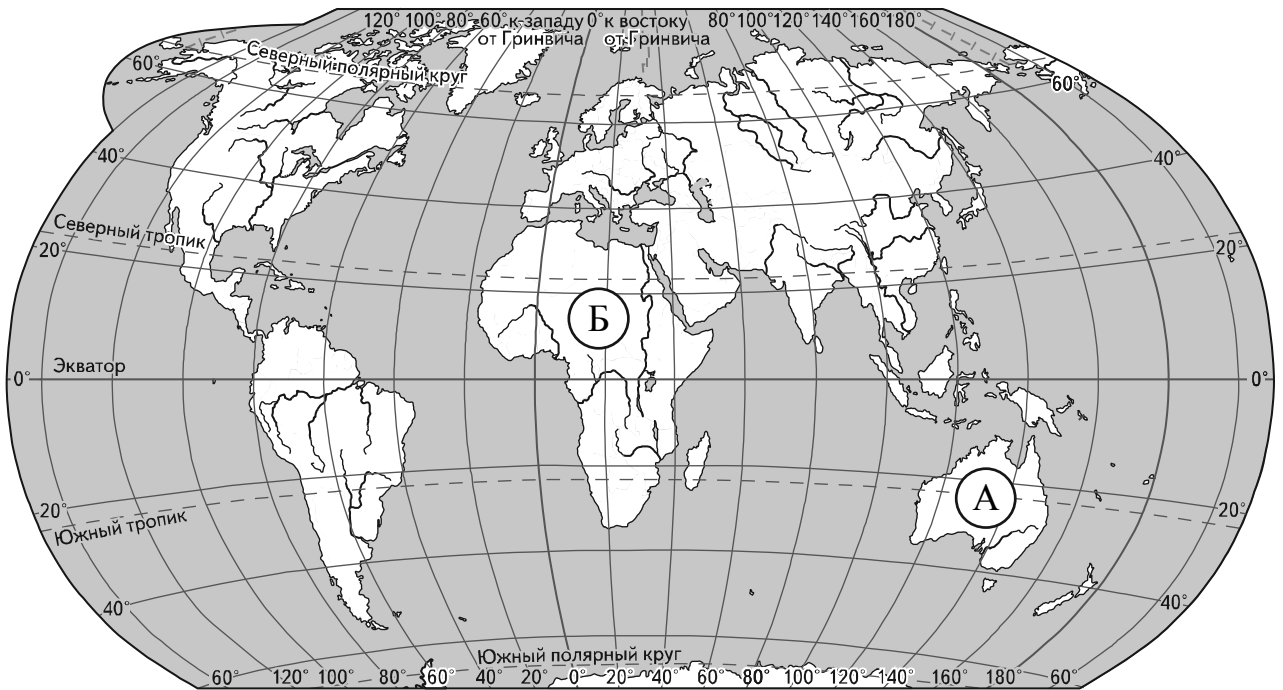 120° 100° 80° 60° к западу 0° к востоку 80° 100° 120° 140° 160° 180°
от Гринвича от Гринвича
Северный полярный круг
60° 60°
40° 40°
Северный тропик
20° 20°
Б
Экватор
0° 0°
А
20° 20°
Южный тропик
40° 40°
Южный полярный круг
60° 120° 100° 80° 60° 40° 20° 0° 20° 40° 60° 80° 100° 120° 140° 160° 180° 60°